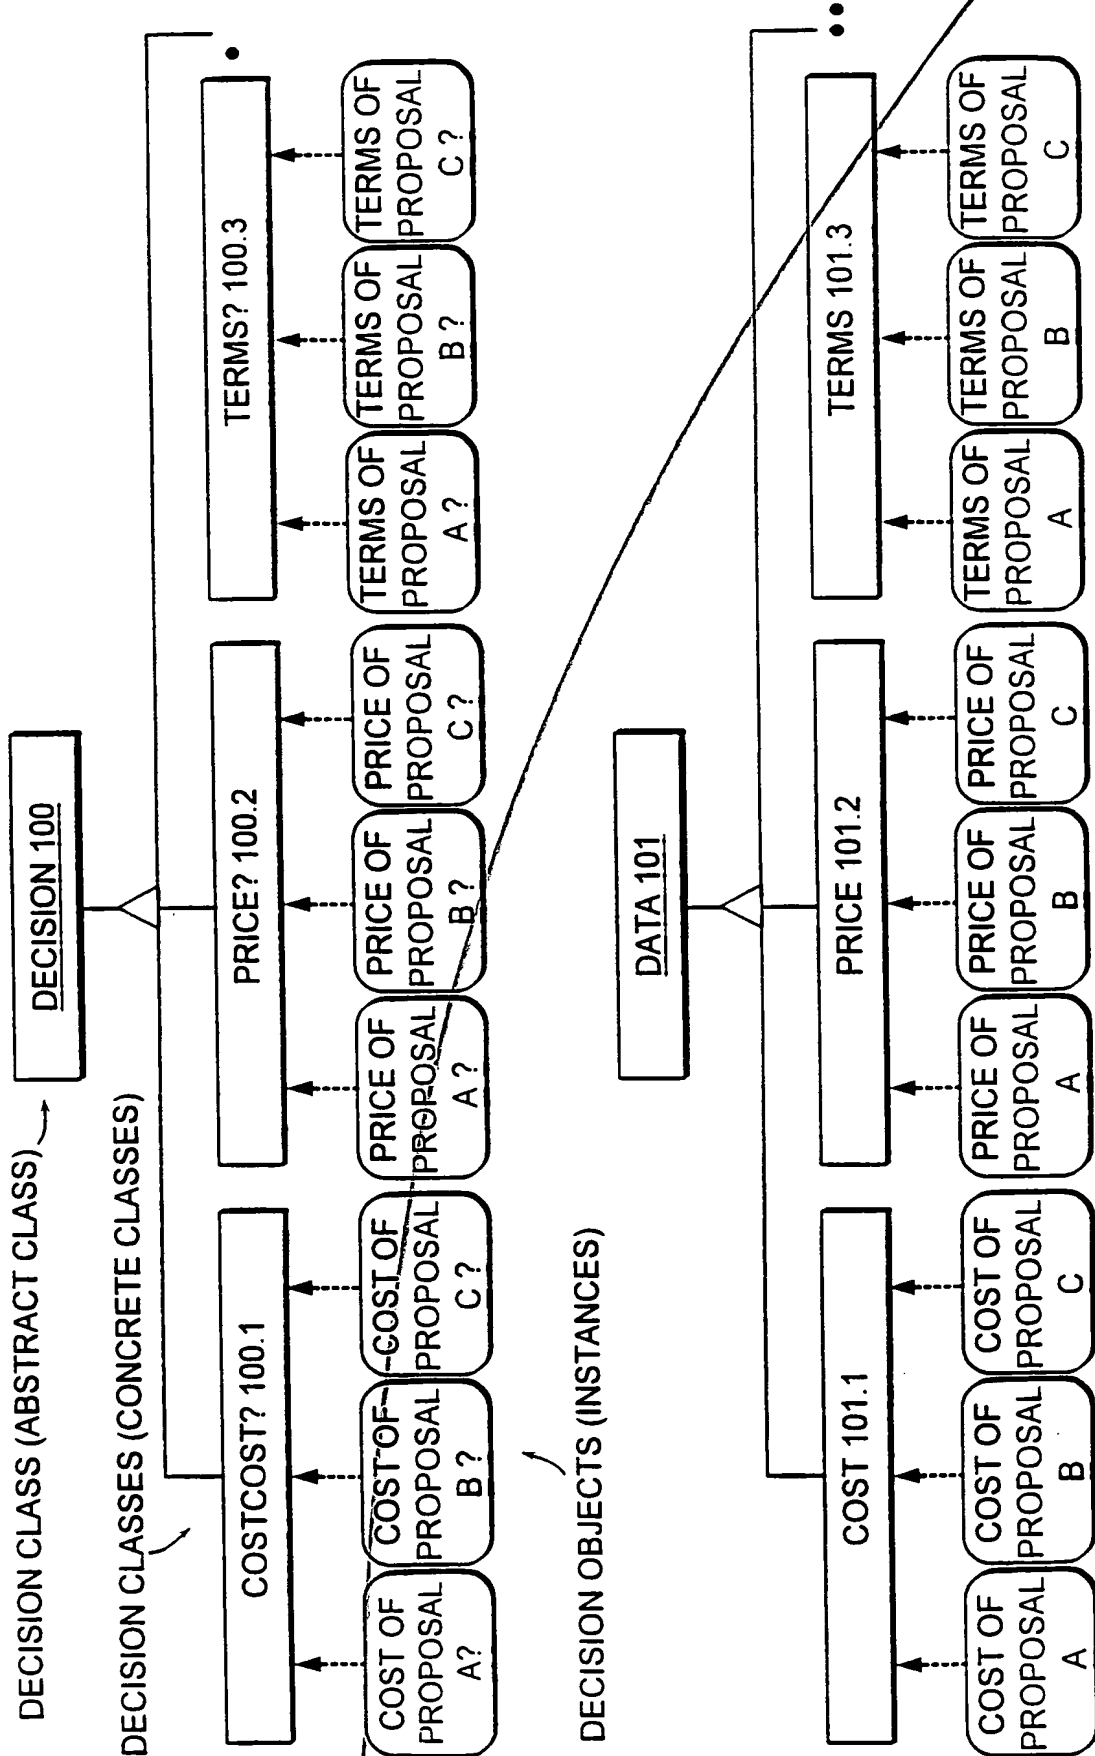 DECISION CLASS (ABSTRACT CLASS)
DECISION 100
DECISION CLASSES (CONCRETE CLASSES)
COSTCOST? 100.1
PRICE? 100.2
TERMS? 100.3
COST OF
PROPOSAL
A?
COST OF
PROPOSAL
B?
COST OF
PROPOSAL
C?
PRICE OF
PROPOSAL
A?
PRICE OF
PROPOSAL
B?
PRICE OF
PROPOSAL
C?
TERMS OF
PROPOSAL
A?
TERMS OF
PROPOSAL
B?
TERMS OF
PROPOSAL
C?
DECISION OBJECTS (INSTANCES)
DATA 101
COST 101.1
PRICE 101.2
TERMS 101.3
COST OF
PROPOSAL
A
COST OF
PROPOSAL
B
COST OF
PROPOSAL
C
PRICE OF
PROPOSAL
A
PRICE OF
PROPOSAL
B
PRICE OF
PROPOSAL
C
TERMS OF
PROPOSAL
A
TERMS OF
PROPOSAL
B
TERMS OF
PROPOSAL
C